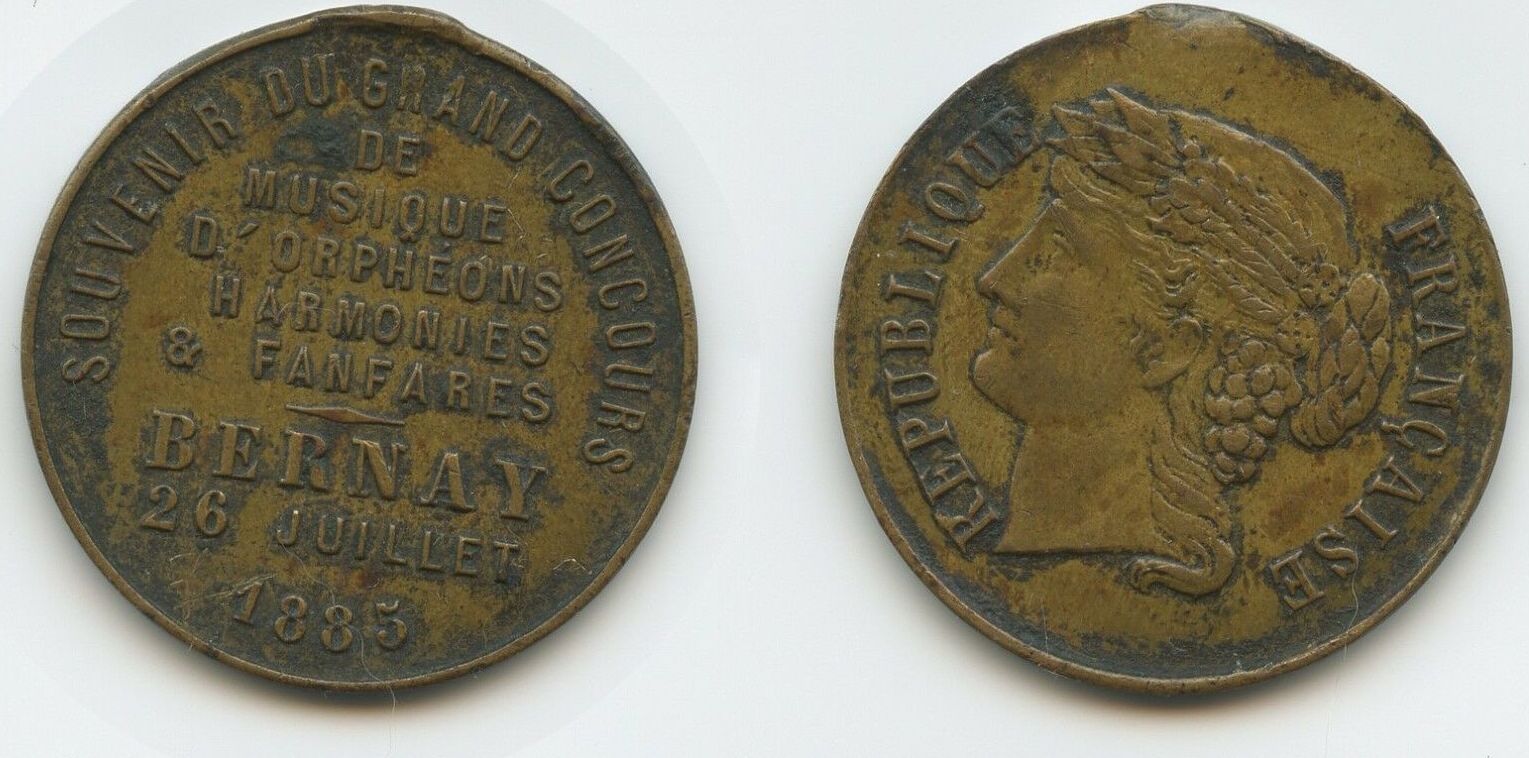 SOUVENIR DU GRAND CONCOURS
DE
MUSIQUE
D'ORPHÉONS
HARMONIES
& FANFARES
BERNAY
26 JUILLET
1885
REPUBLIQUE FRANÇAISE